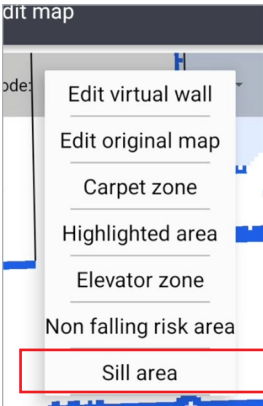 dit map
ode:
Edit virtual wall
Edit original map
Carpet zone
Highlighted area
Elevator zone
Non falling risk area
Sill area